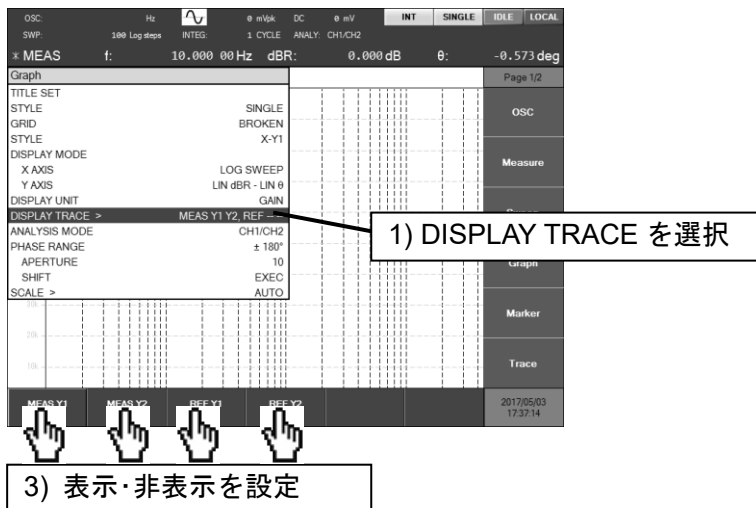 OSC: Hz 0 mVpk DC 0 mV INT SINGLE IDLE LOCAL
SWP: 100 Log steps INTEG: 1 CYCLE ANALY: CH1/CH2
* MEAS f: 10.000 00 Hz dBR: 0.000 dB θ: -0.573 deg
Graph
Page 1/2
TITLE SET
STYLE SINGLE
GRID BROKEN
STYLE X-Y1
DISPLAY MODE
X AXIS LOG SWEEP
Y AXIS LIN dBR - LIN θ
DISPLAY UNIT GAIN
DISPLAY TRACE > MEAS Y1 Y2, REF --
ANALYSIS MODE CH1/CH2
PHASE RANGE ± 180°
APERTURE 10
SHIFT EXEC
SCALE > AUTO
OSC
Measure
1) DISPLAY TRACE を選択
Graph
Marker
Trace
20k
10k
MEAS Y1 MEAS Y2 REF Y1 REF Y2
2017/05/03
17:37:14
3) 表示・非表示を設定